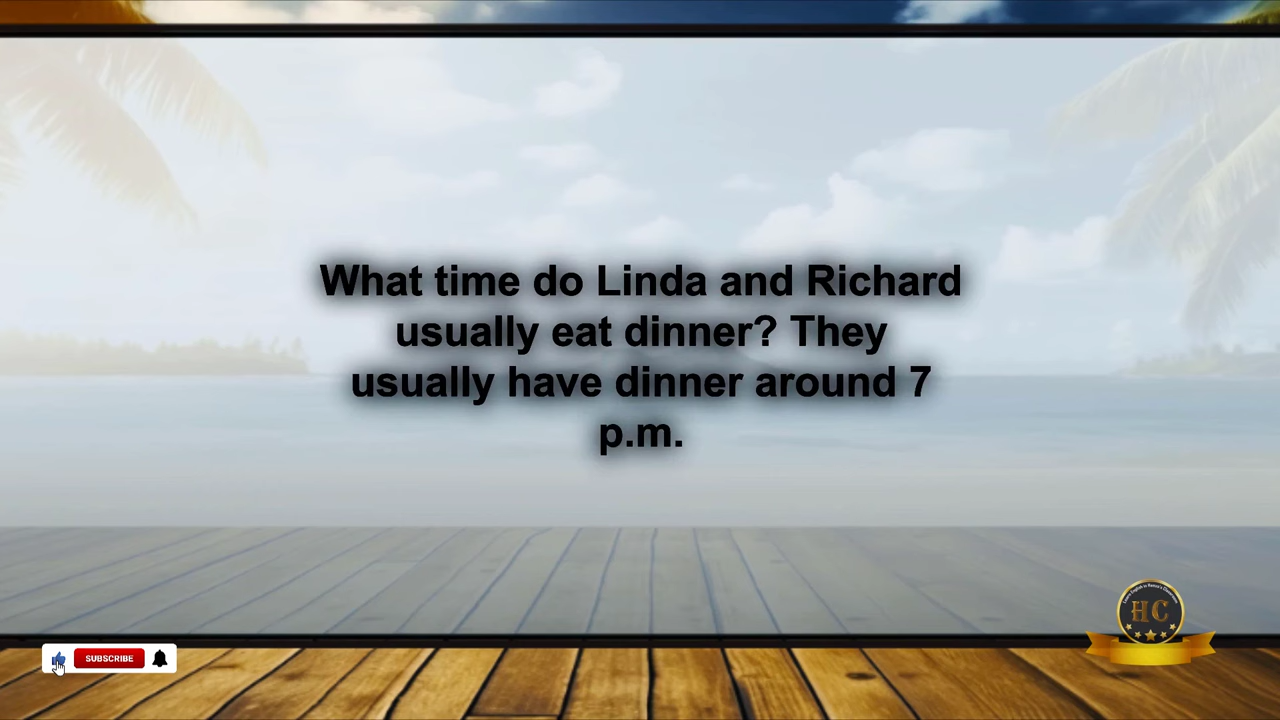 What time do Linda and Richard
usually eat dinner? They
usually have dinner around 7
p.m.
SUBSCRIBE
HC